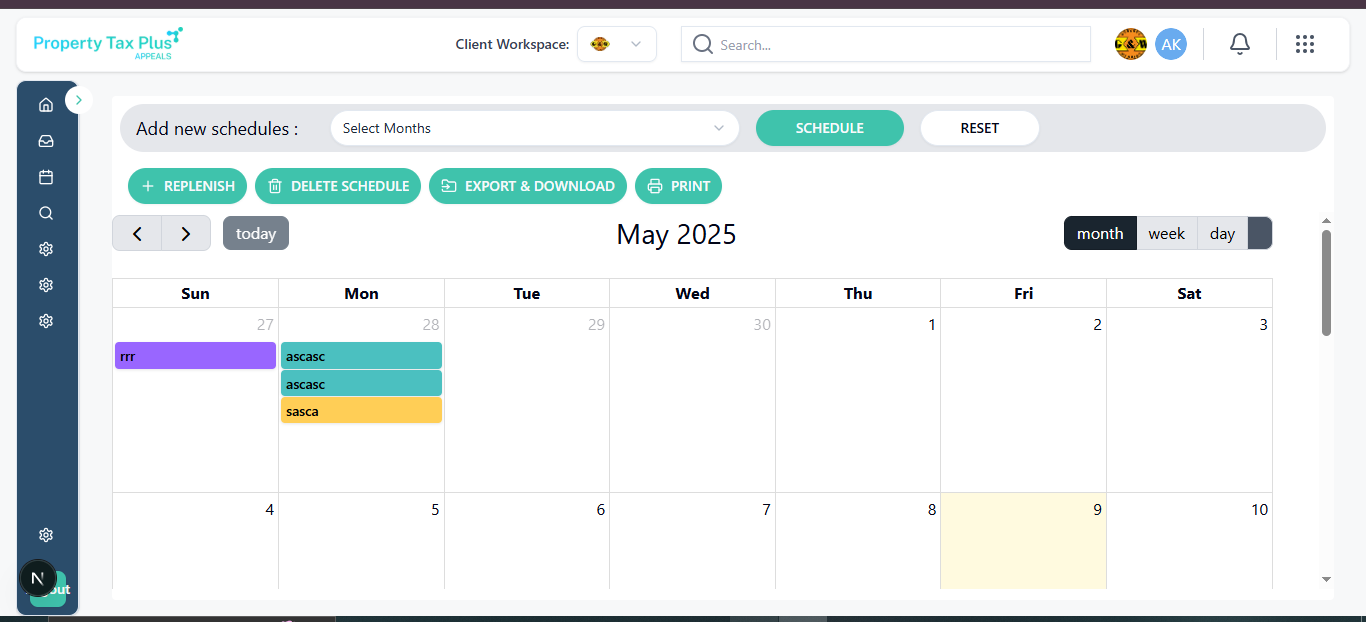 Property Tax Plus
APPEALS
Client Workspace:
C&W
Search...
AK
Add new schedules :
Select Months
SCHEDULE
RESET
REPLENISH
DELETE SCHEDULE
EXPORT & DOWNLOAD
PRINT
today
May 2025
month week day
Sun Mon Tue Wed Thu Fri Sat
27 28 29 30 1 2 3
rrr ascasc
ascasc
sasca
4 5 6 7 8 9 10
N
out